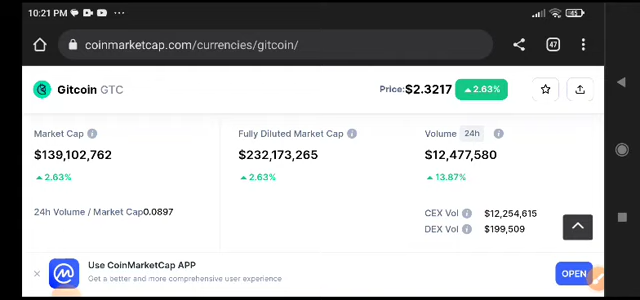 10:21 PM
coinmarketcap.com/currencies/gitcoin/
47
Gitcoin GTC
Price:$2.3217 2.63%
Market Cap
Fully Diluted Market Cap
Volume 24h
$139,102,762
$232,173,265
$12,477,580
2.63%
2.63%
13.87%
24h Volume / Market Cap0.0897
CEX Vol $12,254,615
DEX Vol $199,509
Use CoinMarketCap APP
Get a better and more comprehensive user experience
OPEN